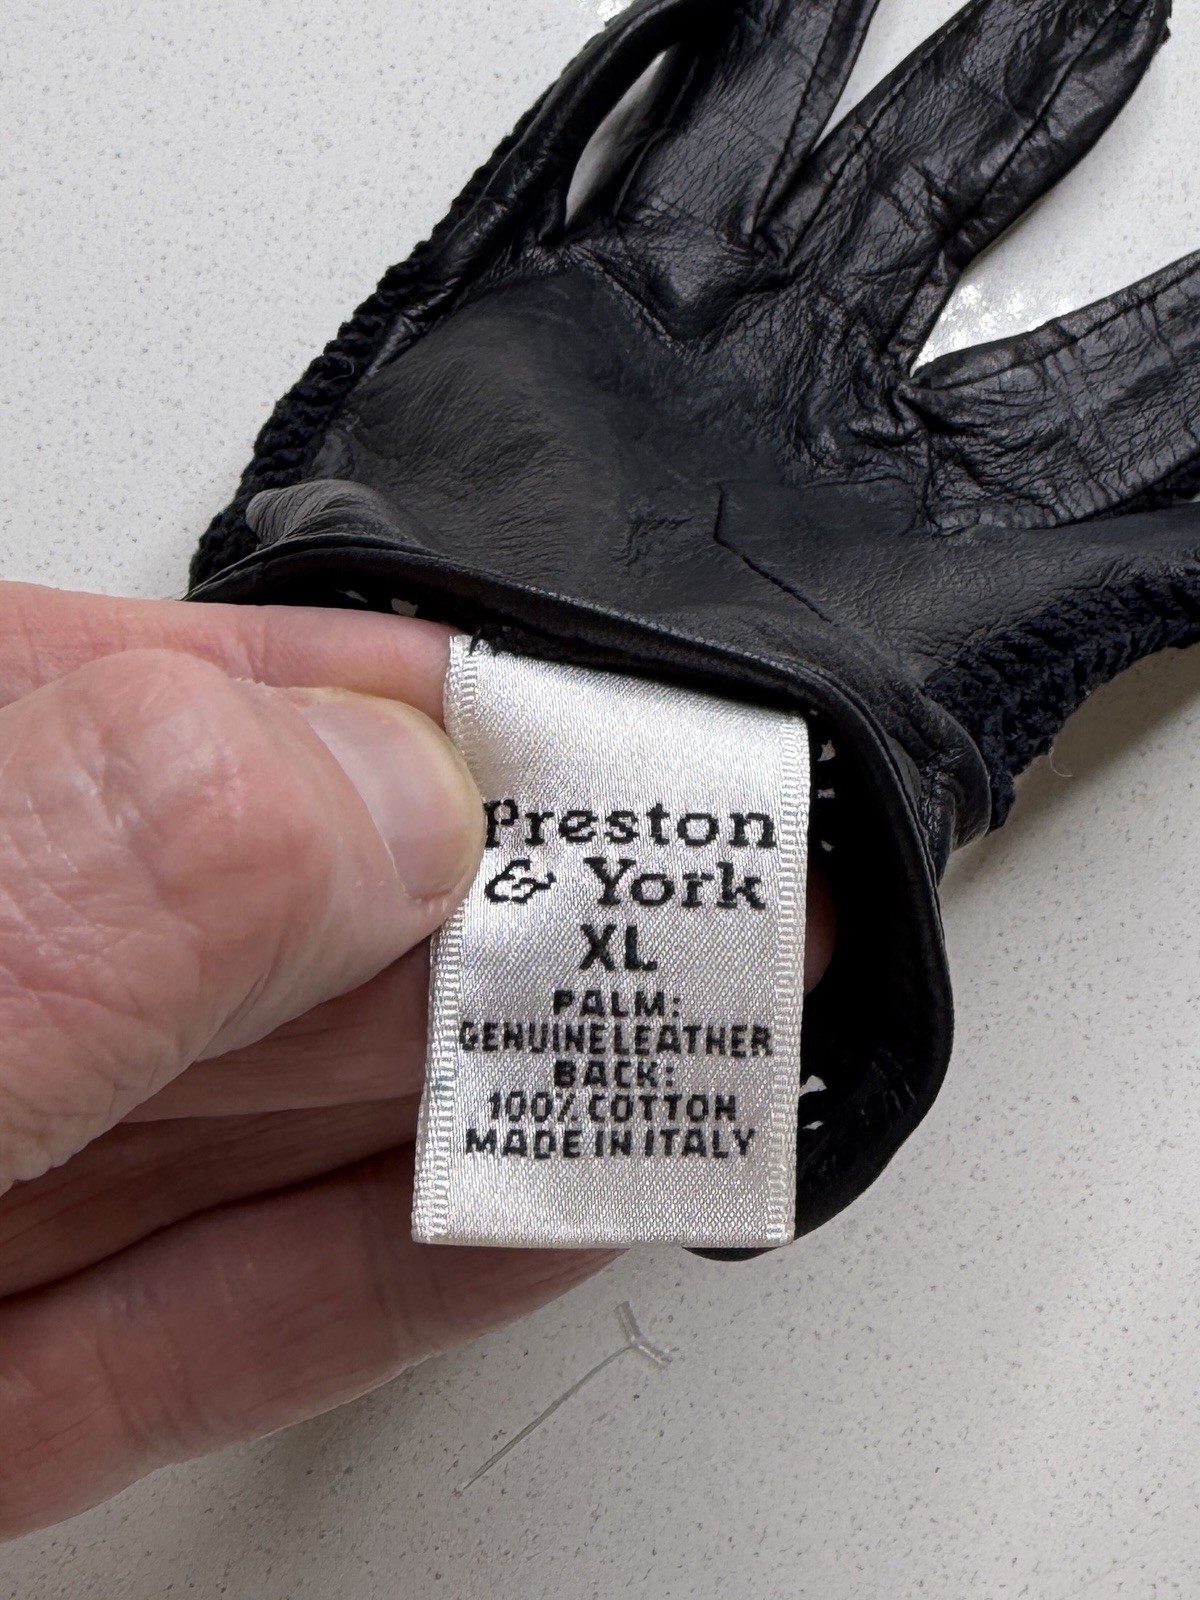 Preston
& York
XL
PALM:
GENUINE LEATHER
BACK:
100% COTTON
MADE IN ITALY